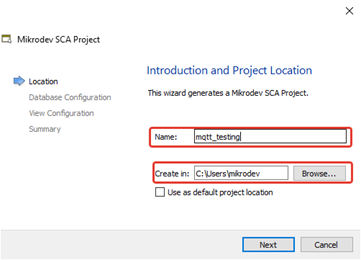 Mikrodev SCA Project
Location
Database Configuration
View Configuration
Summary
Introduction and Project Location
This wizard generates a Mikrodev SCA Project.
Name: mqtt_testing
Create in: C:\Users\mikrodev Browse...
Use as default project location
Next Cancel